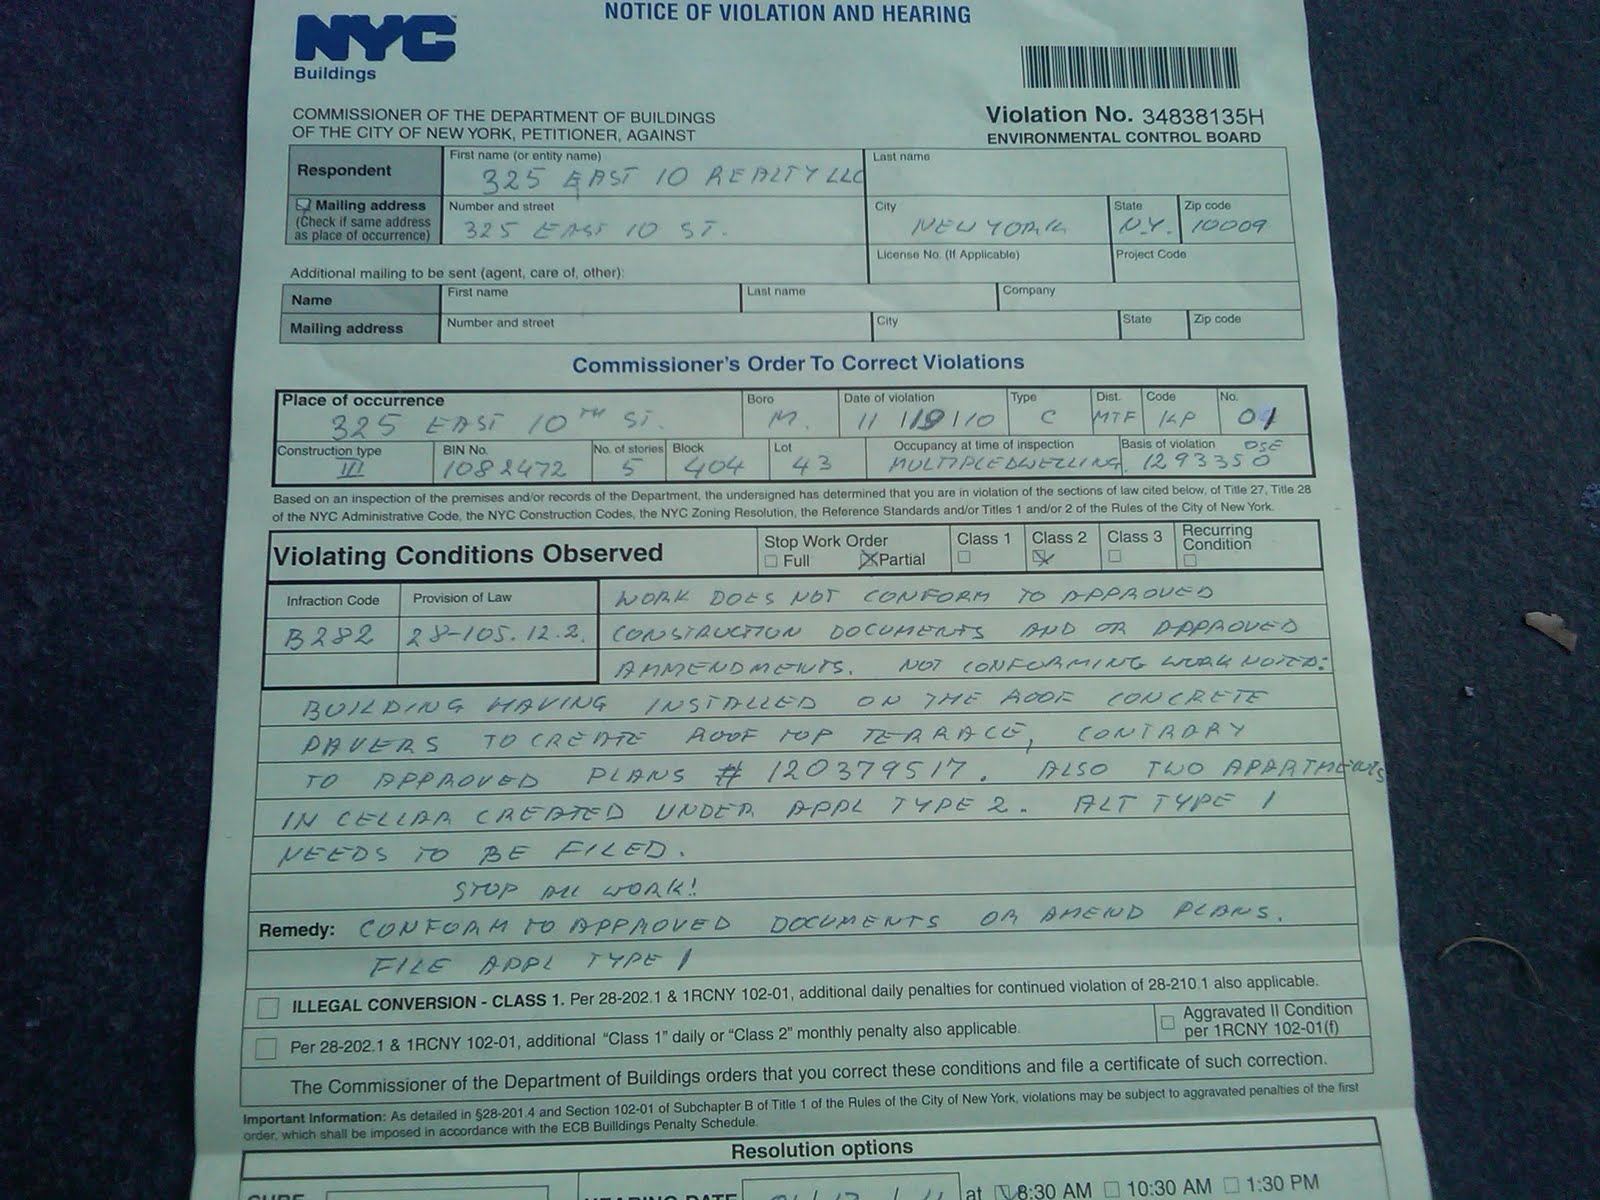 NOTICE OF VIOLATION AND HEARING
NYC
Buildings
COMMISSIONER OF THE DEPARTMENT OF BUILDINGS
OF THE CITY OF NEW YORK, PETITIONER, AGAINST
Violation No. 34838135H
ENVIRONMENTAL CONTROL BOARD
Respondent
First name (or entity name)
325 EAST 10 REALTY LLC
Last name
Mailing address
(Check if same address
as place of occurrence)
Number and street
325 EAST 10 ST.
City
NEW YORK
State
N.Y.
Zip code
10009
License No. (If Applicable)
Project Code
Additional mailing to be sent (agent, care of, other):
Name
First name
Last name
Company
Mailing address
Number and street
City
State
Zip code
Commissioner's Order To Correct Violations
Place of occurrence
325 EAST 10TH ST.
Boro
M.
Date of violation
11 / 19 / 10
Type
C
Dist.
MTF
Code
KP
No.
01
Construction type
III
BIN No.
1082472
No. of stories
5
Block
404
Lot
43
Occupancy at time of inspection
MULTIPLE DWELLING.
Basis of violation
OSE
1293350
Based on an inspection of the premises and/or records of the Department, the undersigned has determined that you are in violation of the sections of law cited below, of Title 27, Title 28
of the NYC Administrative Code, the NYC Construction Codes, the NYC Zoning Resolution, the Reference Standards and/or Titles 1 and/or 2 of the Rules of the City of New York.
Violating Conditions Observed
Stop Work Order
Full
Partial
Class 1
Class 2
Class 3
Recurring
Condition
Infraction Code
Provision of Law
B282
28-105.12.2.
WORK DOES NOT CONFORM TO APPROVED
CONSTRUCTION DOCUMENTS AND OR APPROVED
AMMENDMENTS. NOT CONFORMING WORK NOTED:
BUILDING HAVING INSTALLED ON THE ROOF CONCRETE
PAVERS TO CREATE ROOF TOP TERRACE, CONTRARY
TO APPROVED PLANS # 120379517. ALSO TWO APARTMENTS
IN CELLAR CREATED UNDER APPL TYPE 2. ALT TYPE 1
NEEDS TO BE FILED.
STOP ALL WORK!
Remedy: CONFORM TO APPROVED DOCUMENTS OR AMEND PLANS.
FILE APPL TYPE 1
ILLEGAL CONVERSION - CLASS 1. Per 28-202.1 & 1RCNY 102-01, additional daily penalties for continued violation of 28-210.1 also applicable.
Per 28-202.1 & 1RCNY 102-01, additional "Class 1" daily or "Class 2" monthly penalty also applicable.
Aggravated II Condition
per 1RCNY 102-01(f)
The Commissioner of the Department of Buildings orders that you correct these conditions and file a certificate of such correction.
Important Information: As detailed in §28-201.4 and Section 102-01 of Subchapter B of Title 1 of the Rules of the City of New York, violations may be subject to aggravated penalties of the first
order, which shall be imposed in accordance with the ECB Builldings Penalty Schedule.
Resolution options
CURE
HEARING DATE
at 8:30 AM 10:30 AM 1:30 PM